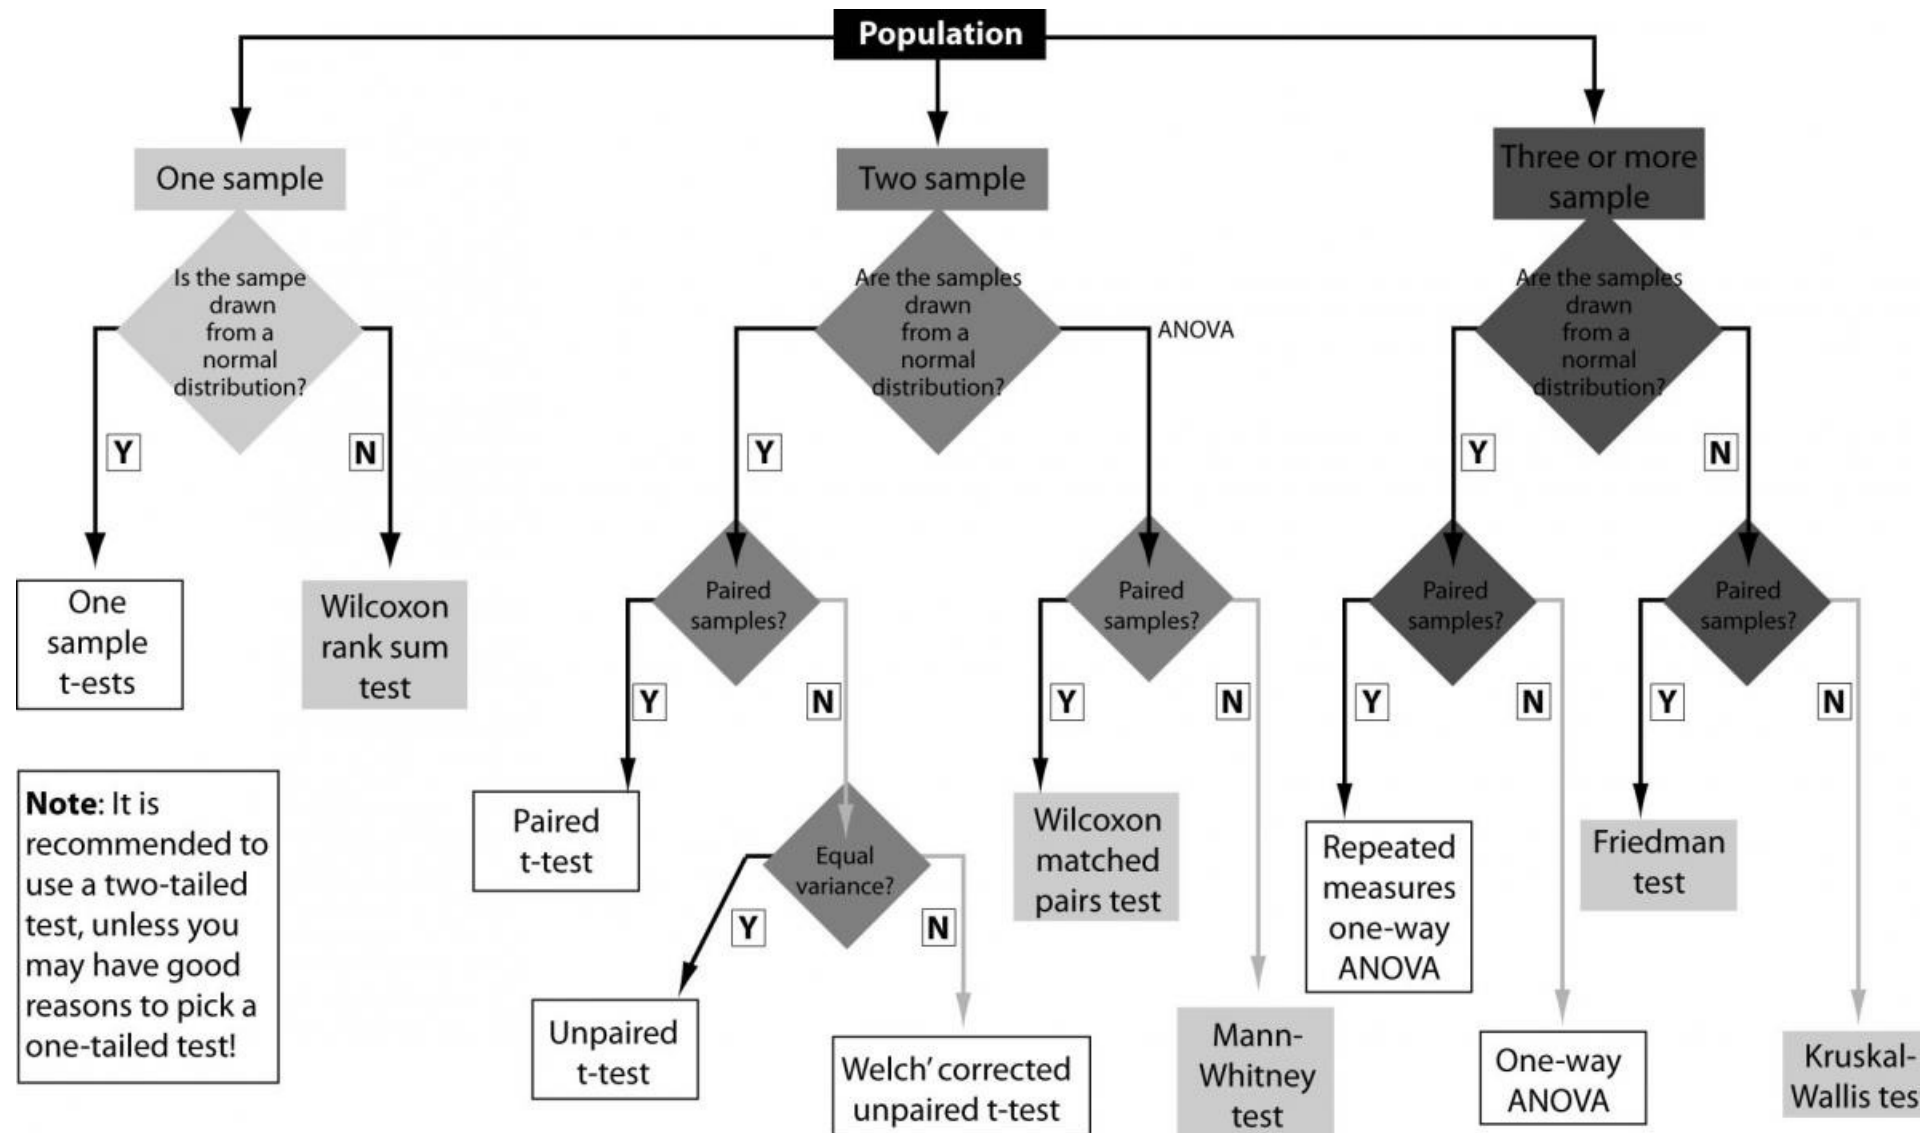 Population
One sample
Is the sampe
drawn
from a
normal
distribution?
Y
N
One
sample
t-ests
Wilcoxon
rank sum
test
Note: It is
recommended to
use a two-tailed
test, unless you
may have good
reasons to pick a
one-tailed test!
Two sample
Are the samples
drawn
from a
normal
distribution?
ANOVA
Y
Paired
samples?
Y
N
Paired
t-test
Equal
variance?
Y
N
Unpaired
t-test
Welch’ corrected
unpaired t-test
Paired
samples?
Y
N
Wilcoxon
matched
pairs test
Mann-
Whitney
test
Three or more
sample
Are the samples
drawn
from a
normal
distribution?
Y
N
Paired
samples?
Y
N
Repeated
measures
one-way
ANOVA
One-way
ANOVA
Paired
samples?
Y
N
Friedman
test
Kruskal-
Wallis tes